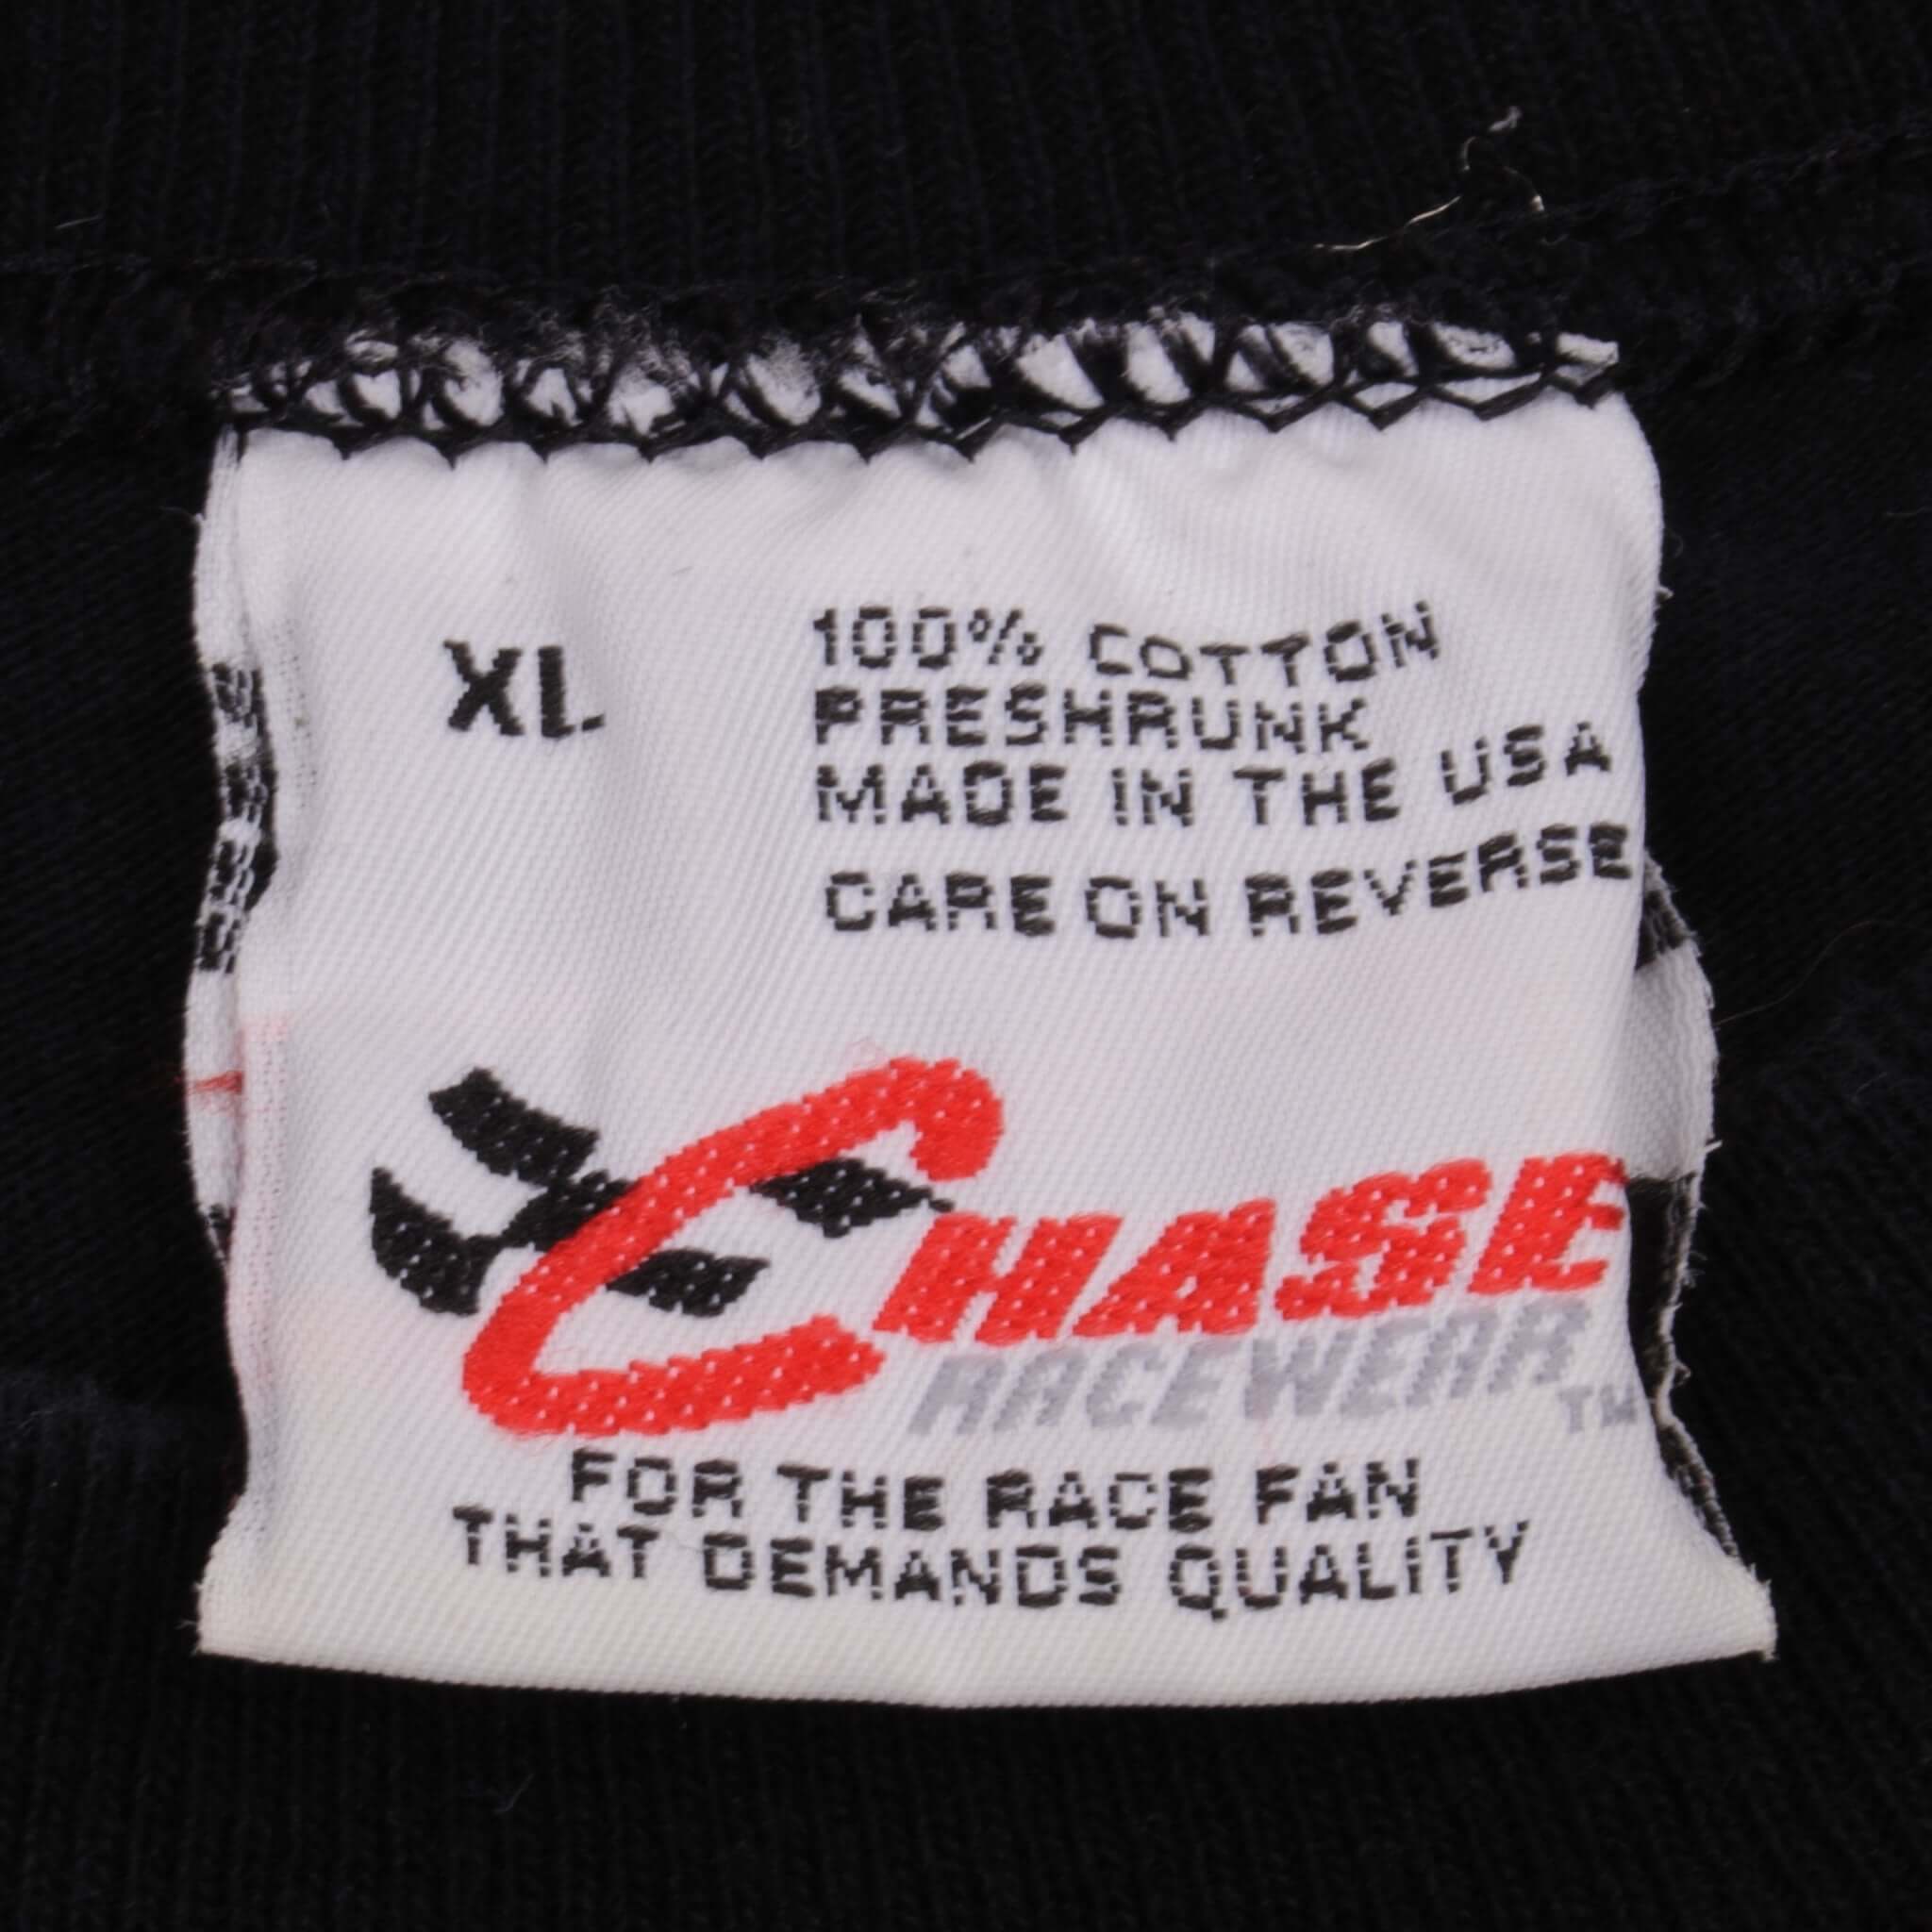 XL
100% COTTON
PRESHRUNK
MADE IN THE USA
CARE ON REVERSE
CHASE
RACEWEAR TM
FOR THE RACE FAN
THAT DEMANDS QUALITY